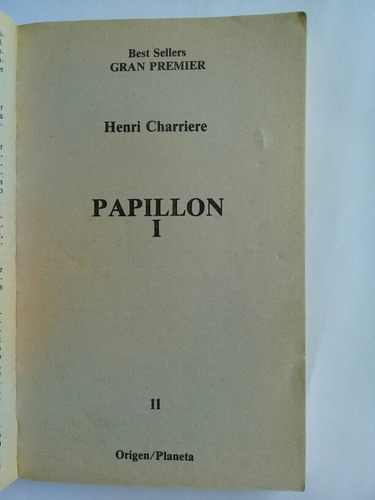 Best Sellers
GRAN PREMIER
Henri Charriere
PAPILLON
I
11
Origen/Planeta